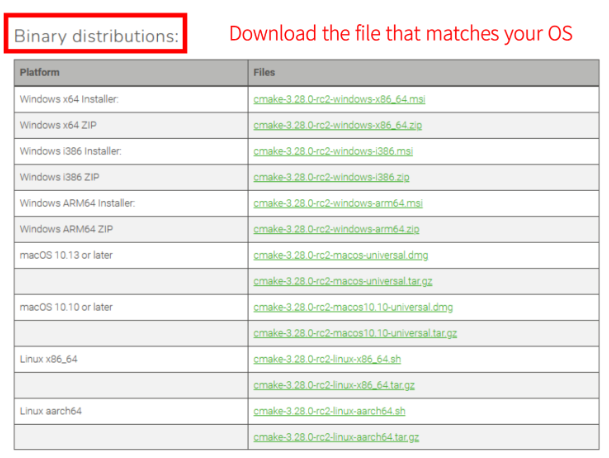 Binary distributions:
Download the file that matches your OS
Platform Files
Windows x64 Installer: cmake-3.28.0-rc2-windows-x86_64.msi
Windows x64 ZIP cmake-3.28.0-rc2-windows-x86_64.zip
Windows i386 Installer: cmake-3.28.0-rc2-windows-i386.msi
Windows i386 ZIP cmake-3.28.0-rc2-windows-i386.zip
Windows ARM64 Installer: cmake-3.28.0-rc2-windows-arm64.msi
Windows ARM64 ZIP cmake-3.28.0-rc2-windows-arm64.zip
macOS 10.13 or later cmake-3.28.0-rc2-macos-universal.dmg
cmake-3.28.0-rc2-macos-universal.tar.gz
macOS 10.10 or later cmake-3.28.0-rc2-macos10.10-universal.dmg
cmake-3.28.0-rc2-macos10.10-universal.tar.gz
Linux x86_64 cmake-3.28.0-rc2-linux-x86_64.sh
cmake-3.28.0-rc2-linux-x86_64.tar.gz
Linux aarch64 cmake-3.28.0-rc2-linux-aarch64.sh
cmake-3.28.0-rc2-linux-aarch64.tar.gz